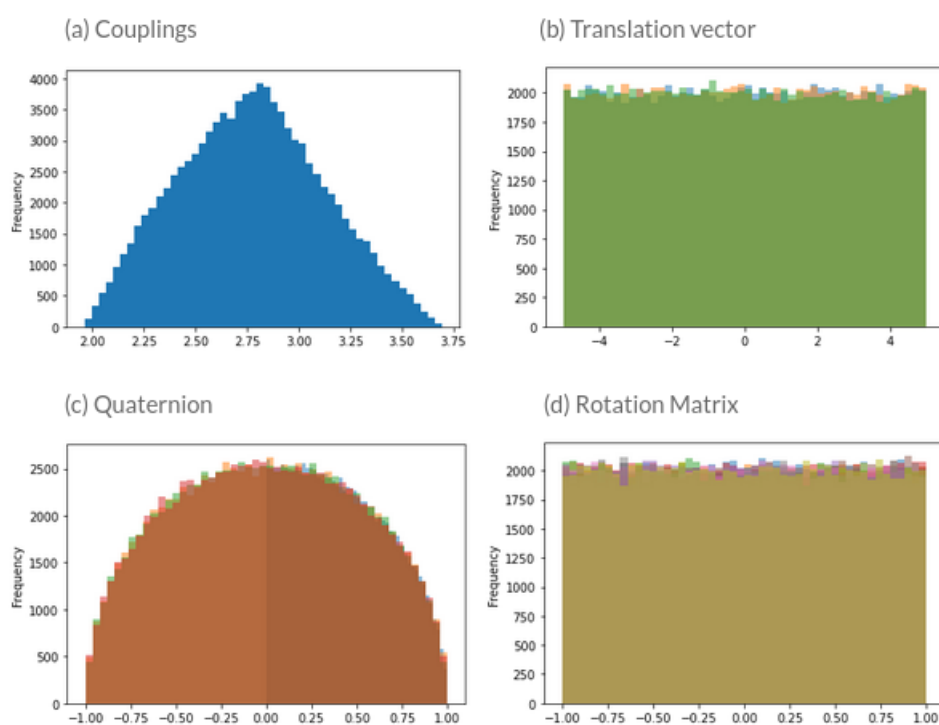 (a) Couplings
(b) Translation vector
4000
3500
3000
2500
2000
1500
1000
500
0
Frequency
2.00 2.25 2.50 2.75 3.00 3.25 3.50 3.75
2000
1750
1500
1250
1000
750
500
250
0
Frequency
−4 −2 0 2 4
(c) Quaternion
(d) Rotation Matrix
2500
2000
1500
1000
500
0
Frequency
−1.00 −0.75 −0.50 −0.25 0.00 0.25 0.50 0.75 1.00
2000
1750
1500
1250
1000
750
500
250
0
Frequency
−1.00 −0.75 −0.50 −0.25 0.00 0.25 0.50 0.75 1.00